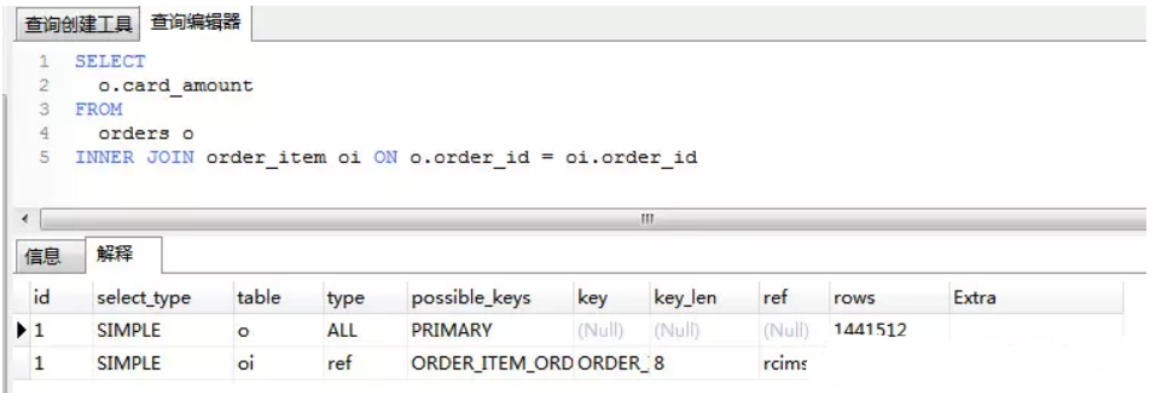 查询创建工具 查询编辑器
1 SELECT
2 o.card_amount
3 FROM
4 orders o
5 INNER JOIN order_item oi ON o.order_id = oi.order_id
信息 解释
id select_type table type possible_keys key key_len ref rows Extra
1 SIMPLE o ALL PRIMARY (Null) (Null) (Null) 1441512
1 SIMPLE oi ref ORDER_ITEM_ORD ORDER_ 8 rcims